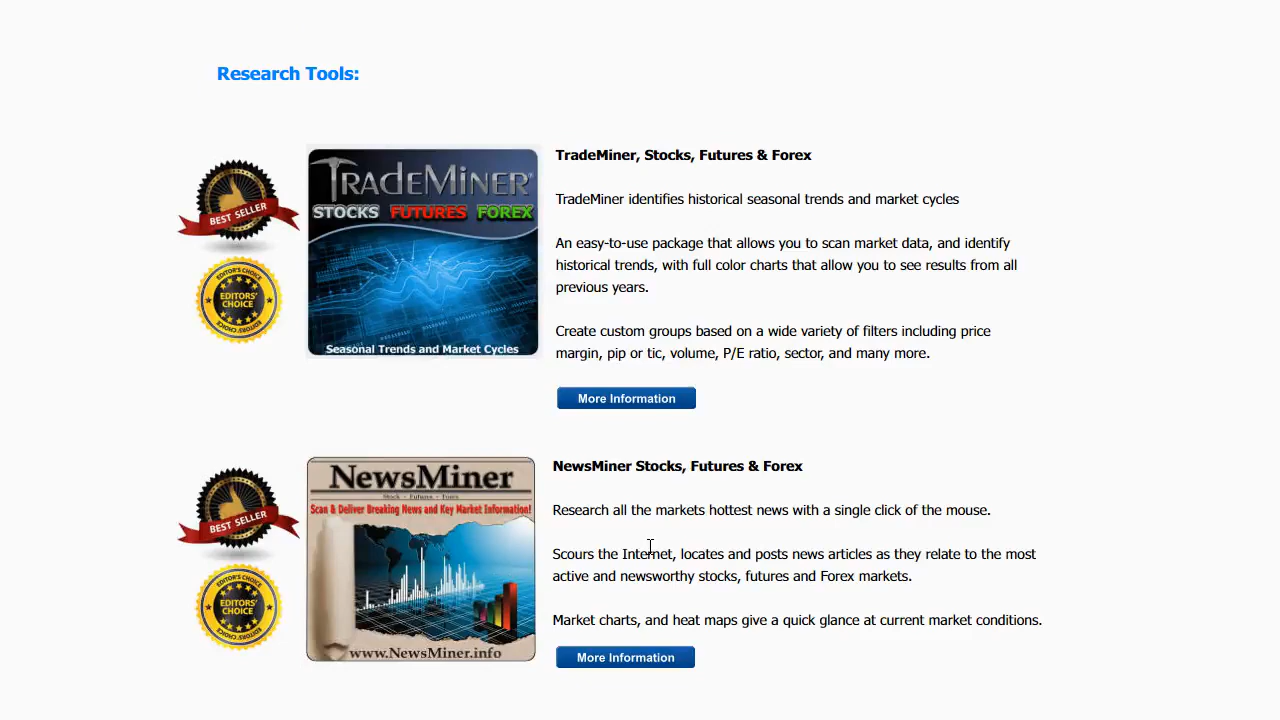 Research Tools:
BEST SELLER
EDITORS'
CHOICE
EDITORS' CHOICE
TRADEMINER®
STOCKS FUTURES FOREX
Seasonal Trends and Market Cycles
TradeMiner, Stocks, Futures & Forex
TradeMiner identifies historical seasonal trends and market cycles
An easy-to-use package that allows you to scan market data, and identify
historical trends, with full color charts that allow you to see results from all
previous years.
Create custom groups based on a wide variety of filters including price
margin, pip or tic, volume, P/E ratio, sector, and many more.
More Information
BEST SELLER
EDITORS'
CHOICE
EDITORS' CHOICE
NewsMiner
Stock - Futures - Forex
Scan & Deliver Breaking News and Key Market Information!
www.NewsMiner.info
NewsMiner Stocks, Futures & Forex
Research all the markets hottest news with a single click of the mouse.
Scours the Internet, locates and posts news articles as they relate to the most
active and newsworthy stocks, futures and Forex markets.
Market charts, and heat maps give a quick glance at current market conditions.
More Information